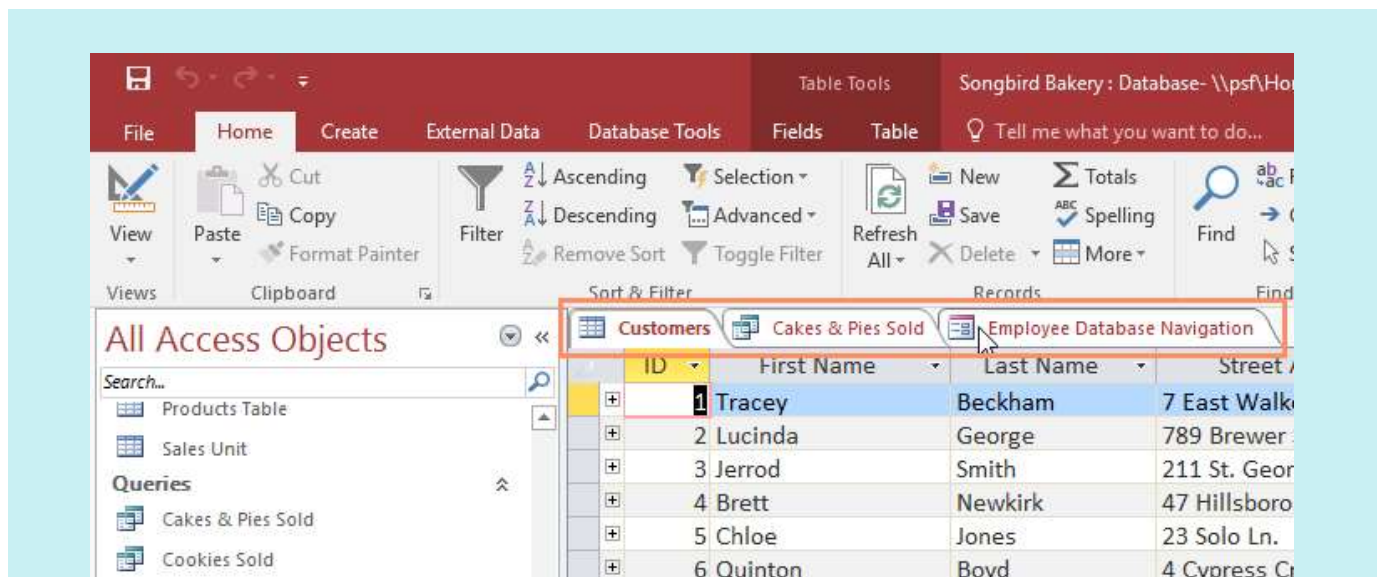 Table Tools Songbird Bakery : Database- \\psf\Hor
File Home Create External Data Database Tools Fields Table Tell me what you want to do...
Cut Ascending Selection New Totals
Copy Descending Advanced Save Spelling
View Paste Format Painter Filter Remove Sort Toggle Filter Refresh All Delete More Find
Views Clipboard Sort & Filter Records Find
All Access Objects
Customers Cakes & Pies Sold Employee Database Navigation
Search...
ID First Name Last Name Street
Products Table
1 Tracey Beckham 7 East
Sales Unit
2 Lucinda George 789 Brewer
Queries
3 Jerrod Smith 211 St.
Cakes & Pies Sold
4 Brett Newkirk 47
5 Chloe Jones 23 Solo Ln.
Cookies Sold
6 Quinton Boyd 4 Cypress